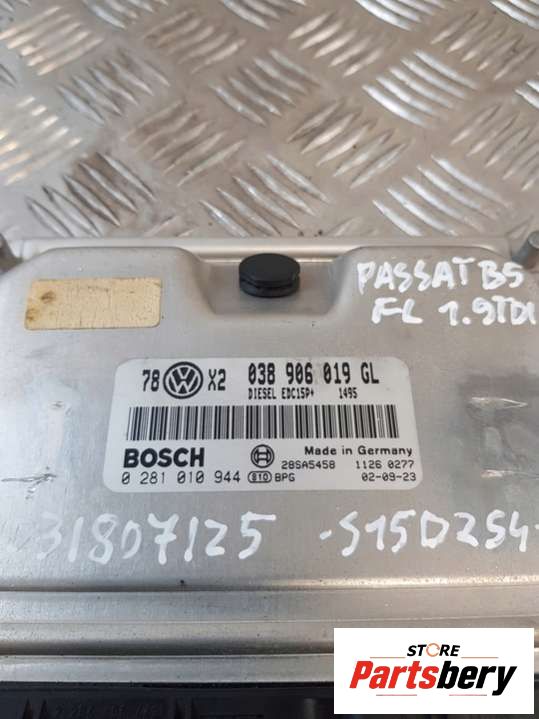 PASSAT B5
FL 1.9TDI
78 X2 038 906 019 GL
DIESEL EDC15P+ 1495
BOSCH Made in Germany
28SA5458 1126 0277
0 281 010 944 BPG 02-09-23
31807125 -S15D2S4-
STORE
Partsbery